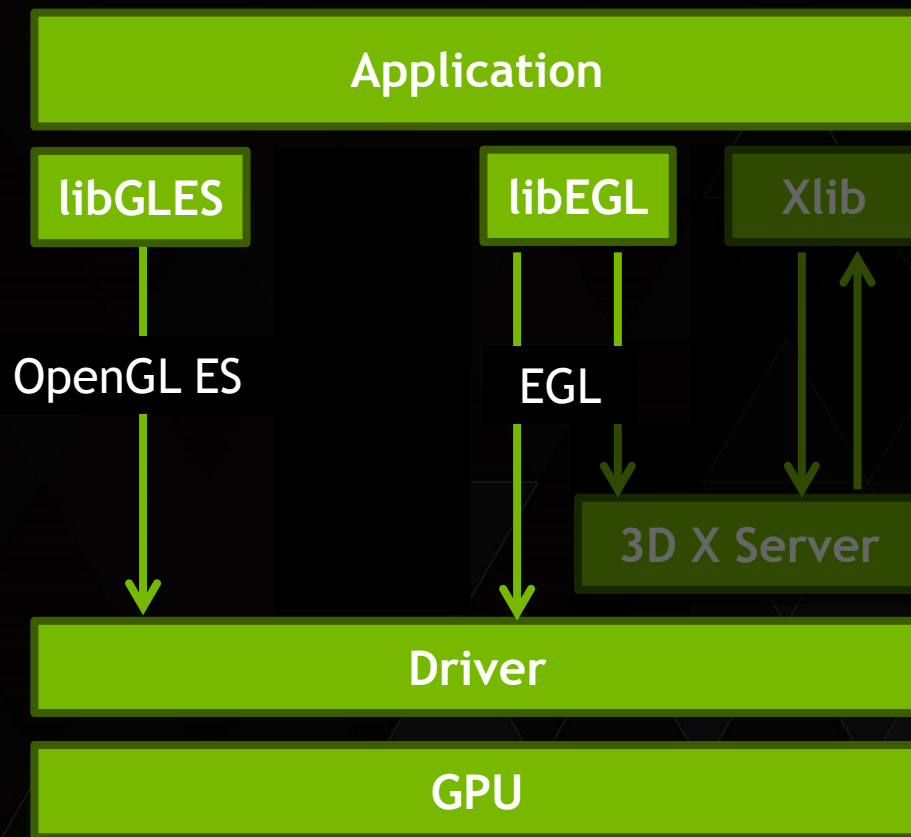 Application
libGLES
libEGL
Xlib
OpenGL ES
EGL
3D X Server
Driver
GPU